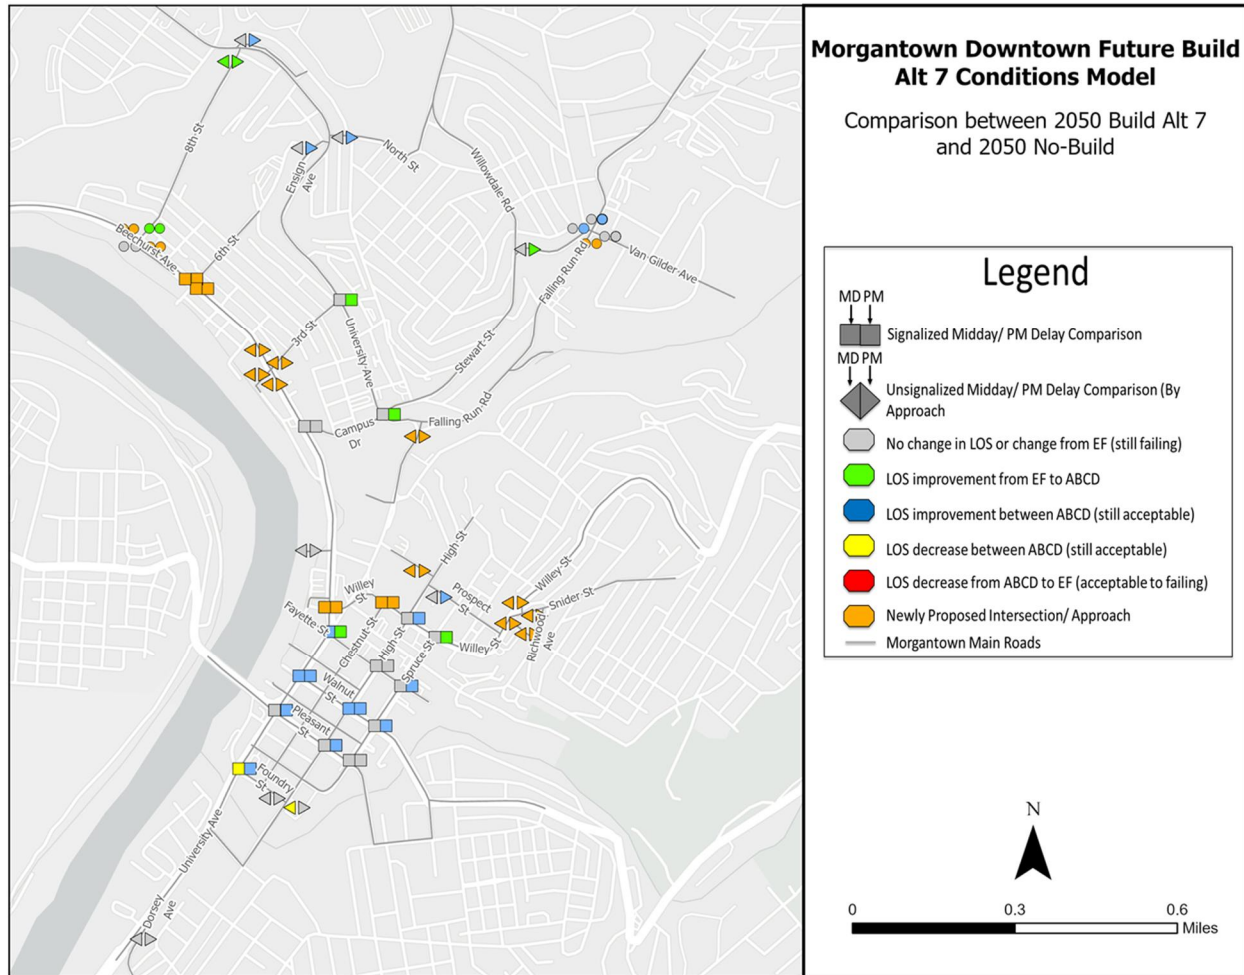 Morgantown Downtown Future Build
Alt 7 Conditions Model
Comparison between 2050 Build Alt 7
and 2050 No-Build
Legend
MD PM
Signalized Midday/ PM Delay Comparison
MD PM
Unsignalized Midday/ PM Delay Comparison (By
Approach
No change in LOS or change from EF (still failing)
LOS improvement from EF to ABCD
LOS improvement between ABCD (still acceptable)
LOS decrease between ABCD (still acceptable)
LOS decrease from ABCD to EF (acceptable to failing)
Newly Proposed Intersection/ Approach
Morgantown Main Roads
N
0
0.3
0.6
Miles
8th St
Ensign
Ave
North St
Willowdale Rd
Beechurst Ave
6th St
Van Gilder Ave
Falling Run Rd
3rd St
University Ave
Stewart St
Campus
Dr
Falling Run Rd
High St
Willey
St
Prospect
St
Willey St
Snider St
Fayette St
Chestnut St
High St
Spruce St
Willey St
Richwood
Ave
Walnut
St
Pleasant
St
Foundry
St
University Ave
Dorsey
Ave